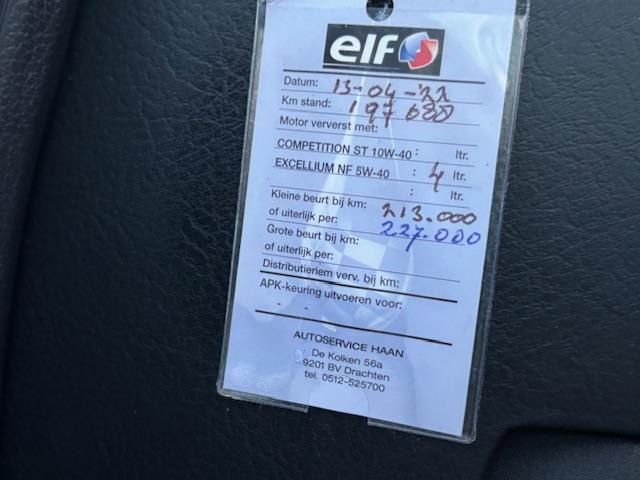 elf
Datum: 13-04-22
Km stand: 197680
Motor ververst met:
COMPETITION ST 10W-40 : ltr.
EXCELLIUM NF 5W-40 : 4 ltr.
: ltr.
Kleine beurt bij km: 213.000
of uiterlijk per:
Grote beurt bij km: 227.000
of uiterlijk per:
Distributieriem verv. bij km:
APK-keuring uitvoeren voor:
- -
AUTOSERVICE HAAN
De Kolken 56a
9201 BV Drachten
tel. 0512-525700